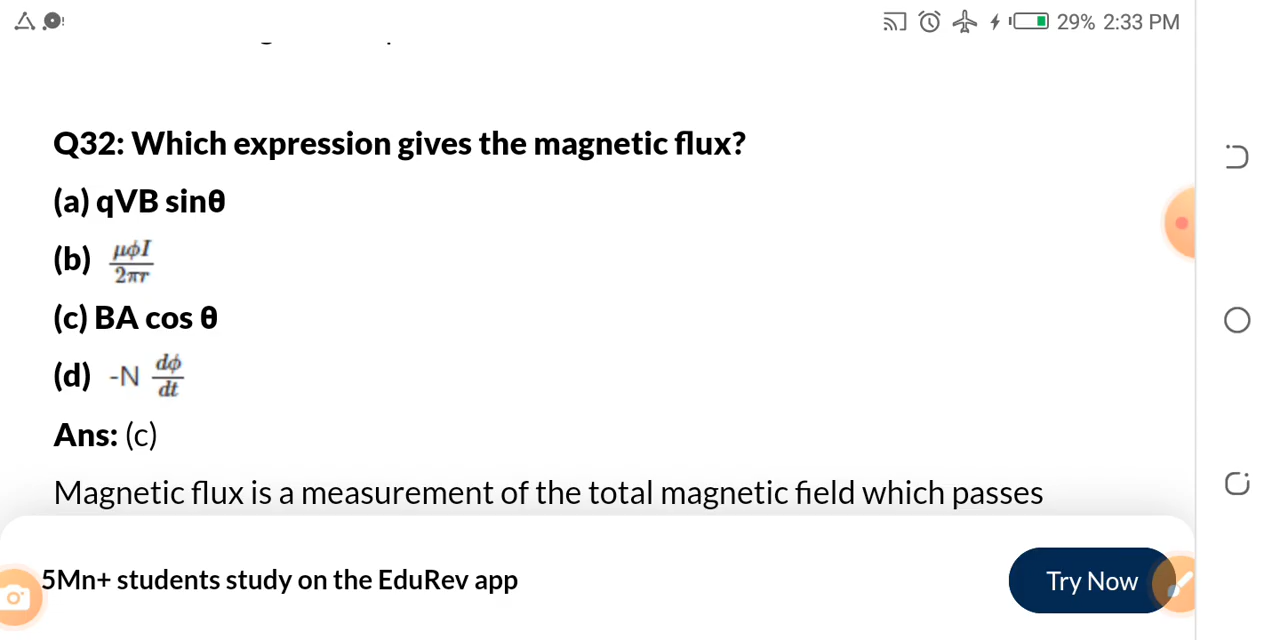 29% 2:33 PM
Q32: Which expression gives the magnetic flux?
(a) qVB sinθ
(b) μϕI / 2πr
(c) BA cos θ
(d) -N dϕ / dt
Ans: (c)
Magnetic flux is a measurement of the total magnetic field which passes
5Mn+ students study on the EduRev app
Try Now